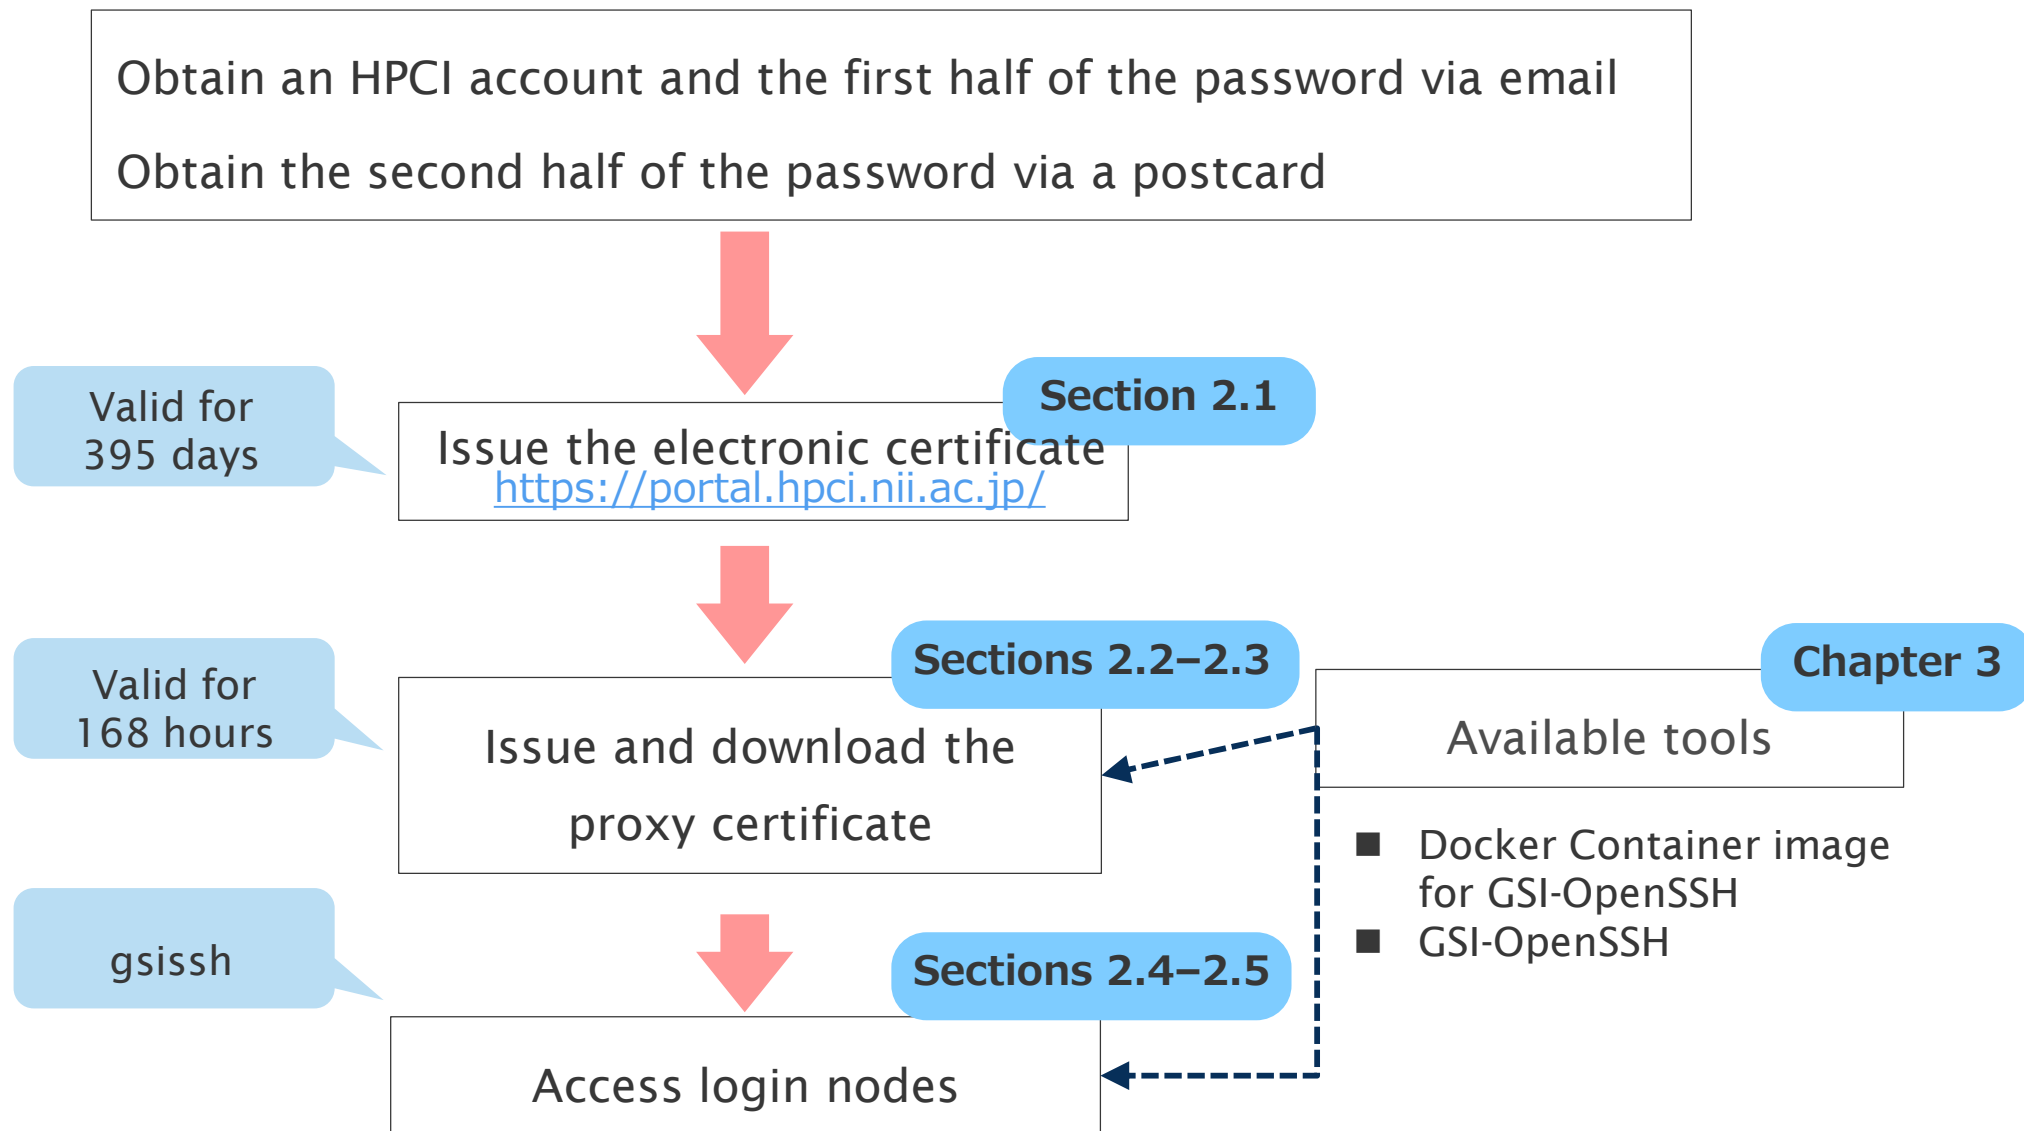 Obtain an HPCI account and the first half of the password via email
Obtain the second half of the password via a postcard
Valid for
395 days
Section 2.1
Issue the electronic certificate
https://portal.hpci.nii.ac.jp/
Valid for
168 hours
Sections 2.2–2.3
Issue and download the
proxy certificate
Chapter 3
Available tools
■ Docker Container image
for GSI-OpenSSH
■ GSI-OpenSSH
gsissh
Sections 2.4–2.5
Access login nodes